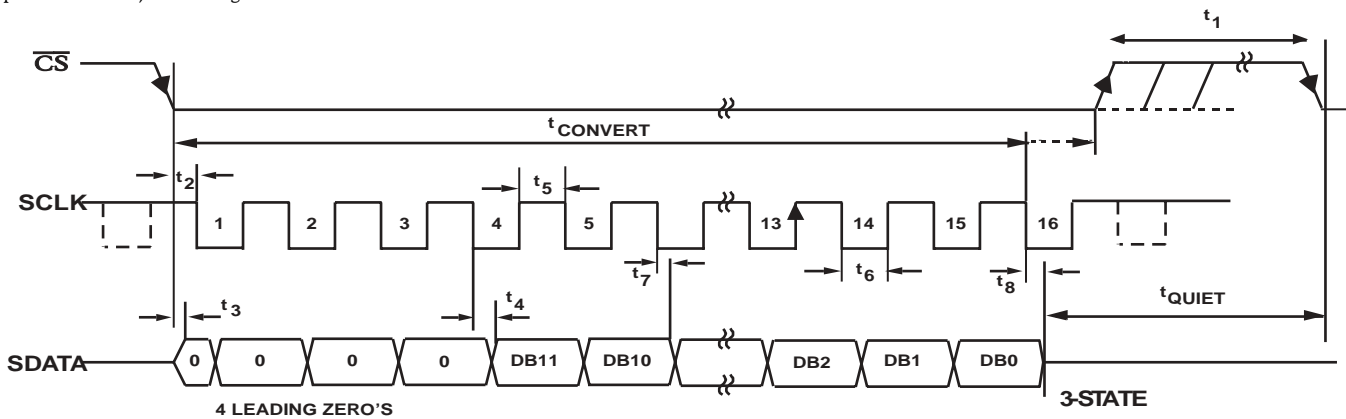 t1
CS
tCONVERT
t2
t5
SCLK
1
2
3
4
5
13
14
15
16
t7
t6
t8
t3
t4
tQUIET
SDATA
0
0
0
0
DB11
DB10
DB2
DB1
DB0
4 LEADING ZERO'S
3-STATE